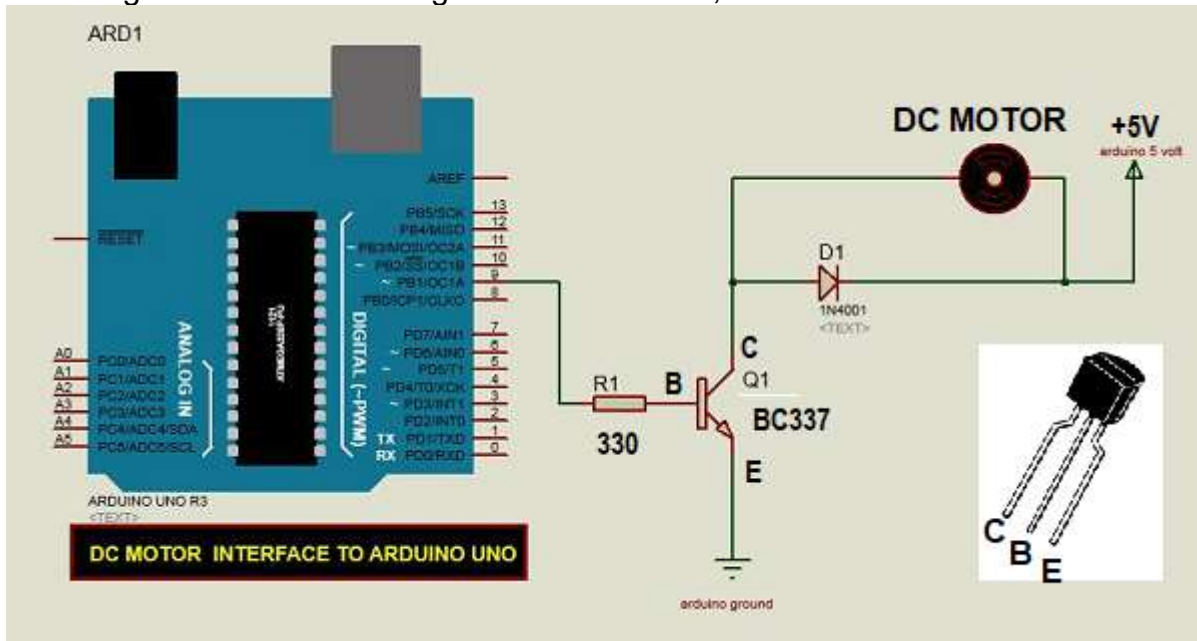 ARD1
DC MOTOR
+5V
arduino 5 volt
AREF
PB5/SCK 13
PB4/MISO 12
RESET
~ PB3/MOSI/OC2A 11
~ PB2/SS/OC1B 10
~ PB1/OC1A 9
PB0/ICP1/CLKO 8
D1
1N4001
<TEXT>
ANALOG IN
DIGITAL (~PWM)
PD7/AIN1 7
~ PD6/AIN0 6
~ PD5/T1 5
PD4/T0/XCK 4
~ PD3/INT1 3
PD2/INT0 2
TX PD1/TXD 1
RX PD0/RXD 0
A0 PC0/ADC0
A1 PC1/ADC1
A2 PC2/ADC2
A3 PC3/ADC3
A4 PC4/ADC4/SDA
A5 PC5/ADC5/SCL
R1
330
B
C
Q1
BC337
E
ARDUINO UNO R3
<TEXT>
DC MOTOR INTERFACE TO ARDUINO UNO
arduino ground
C
B
E